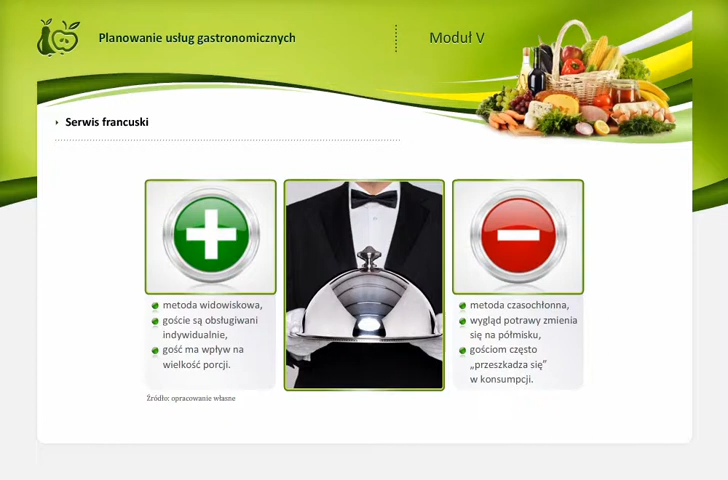 Planowanie usług gastronomicznych
Moduł V
Serwis francuski
metoda widowiskowa,
goście są obsługiwani
indywidualnie,
gość ma wpływ na
wielkość porcji.
metoda czasochłonna,
wygląd potrawy zmienia
się na półmisku,
gościom często
„przeszkadza się”
w konsumpcji.
Źródło: opracowanie własne